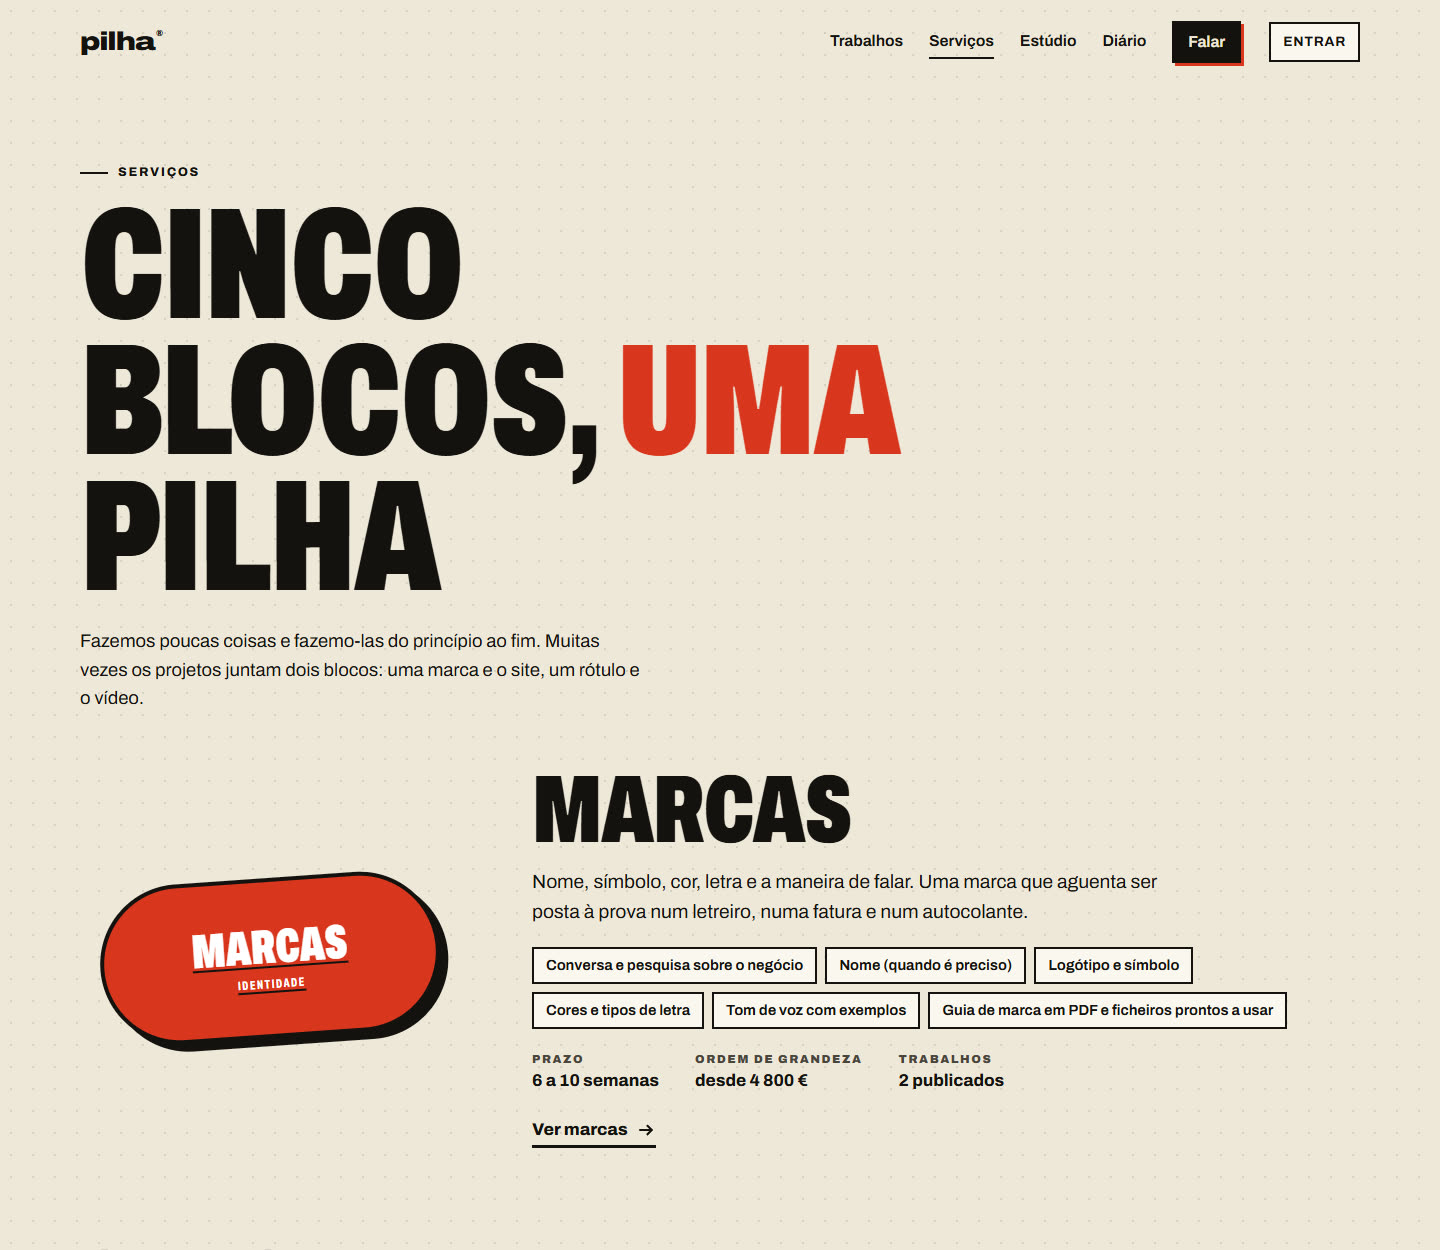 pilha®
Trabalhos Serviços Estúdio Diário Falar ENTRAR
SERVIÇOS
CINCO
BLOCOS, UMA
PILHA
Fazemos poucas coisas e fazemo-las do princípio ao fim. Muitas
vezes os projetos juntam dois blocos: uma marca e o site, um rótulo e
o vídeo.
MARCAS
IDENTIDADE
MARCAS
Nome, símbolo, cor, letra e a maneira de falar. Uma marca que aguenta ser
posta à prova num letreiro, numa fatura e num autocolante.
Conversa e pesquisa sobre o negócio Nome (quando é preciso) Logótipo e símbolo
Cores e tipos de letra Tom de voz com exemplos Guia de marca em PDF e ficheiros prontos a usar
PRAZO ORDEM DE GRANDEZA TRABALHOS
6 a 10 semanas desde 4 800 € 2 publicados
Ver marcas →